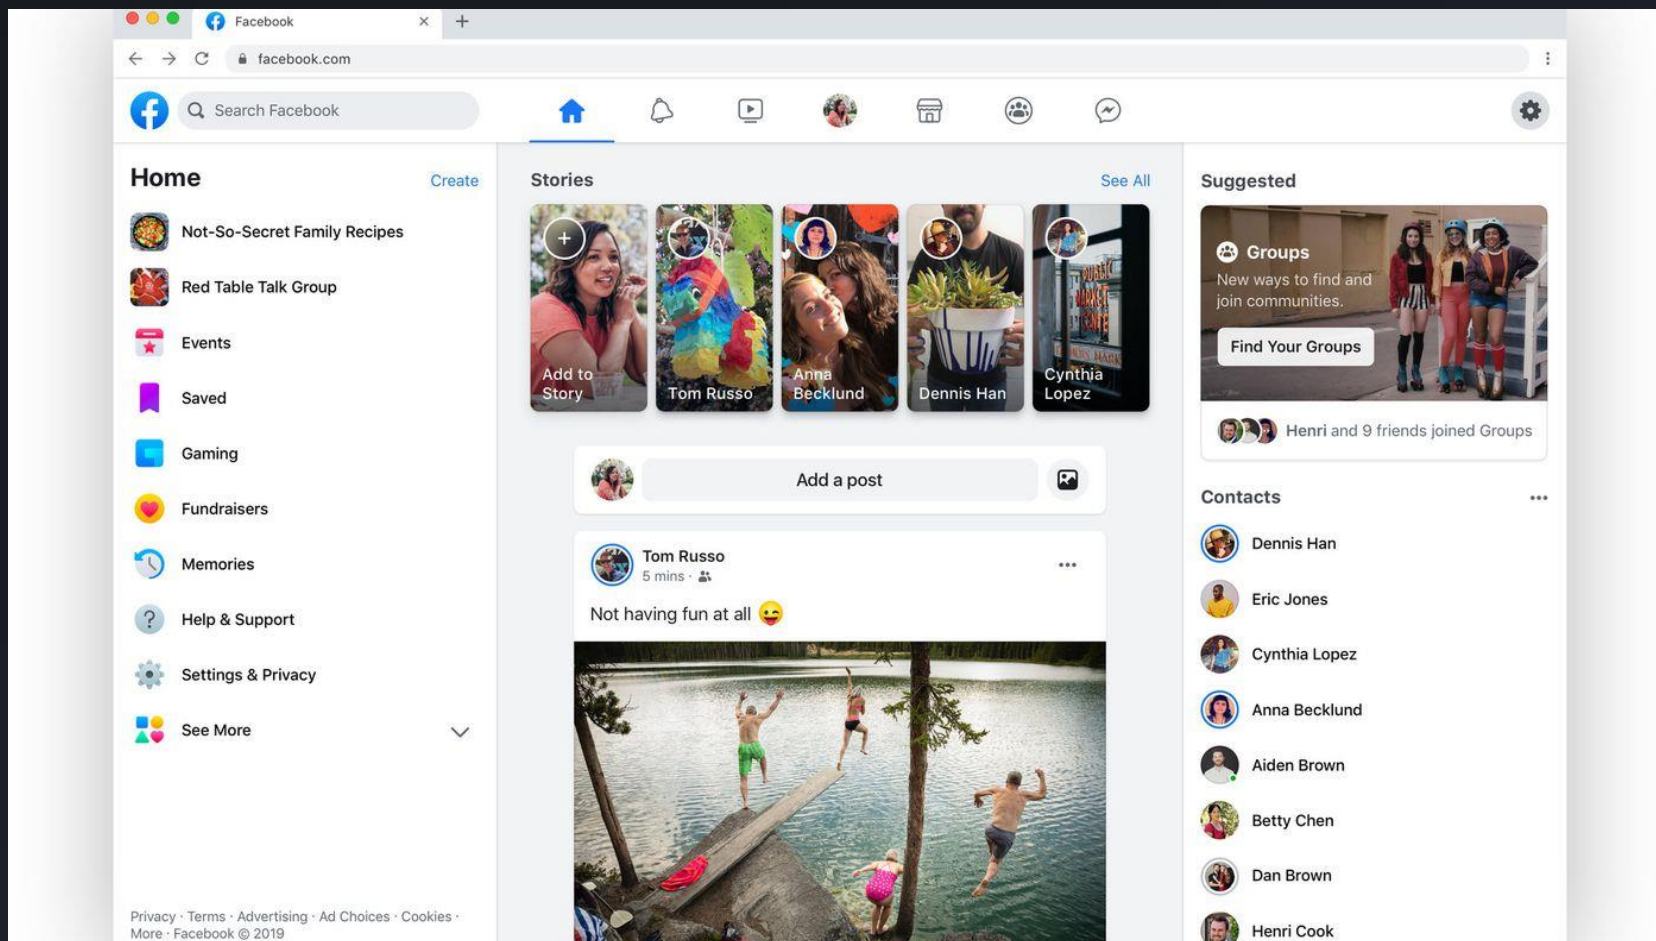 Facebook
facebook.com
Search Facebook
Home
Create
Not-So-Secret Family Recipes
Red Table Talk Group
Events
Saved
Gaming
Fundraisers
Memories
Help & Support
Settings & Privacy
See More
Privacy · Terms · Advertising · Ad Choices · Cookies ·
More · Facebook © 2019
Stories
See All
Add to
Story
Tom Russo
Anna
Becklund
Dennis Han
PUBLIC
MARKET
Cynthia
Lopez
Add a post
Tom Russo
5 mins ·
Not having fun at all 😜
Suggested
Groups
New ways to find and
join communities.
Find Your Groups
Henri and 9 friends joined Groups
Contacts
Dennis Han
Eric Jones
Cynthia Lopez
Anna Becklund
Aiden Brown
Betty Chen
Dan Brown
Henri Cook